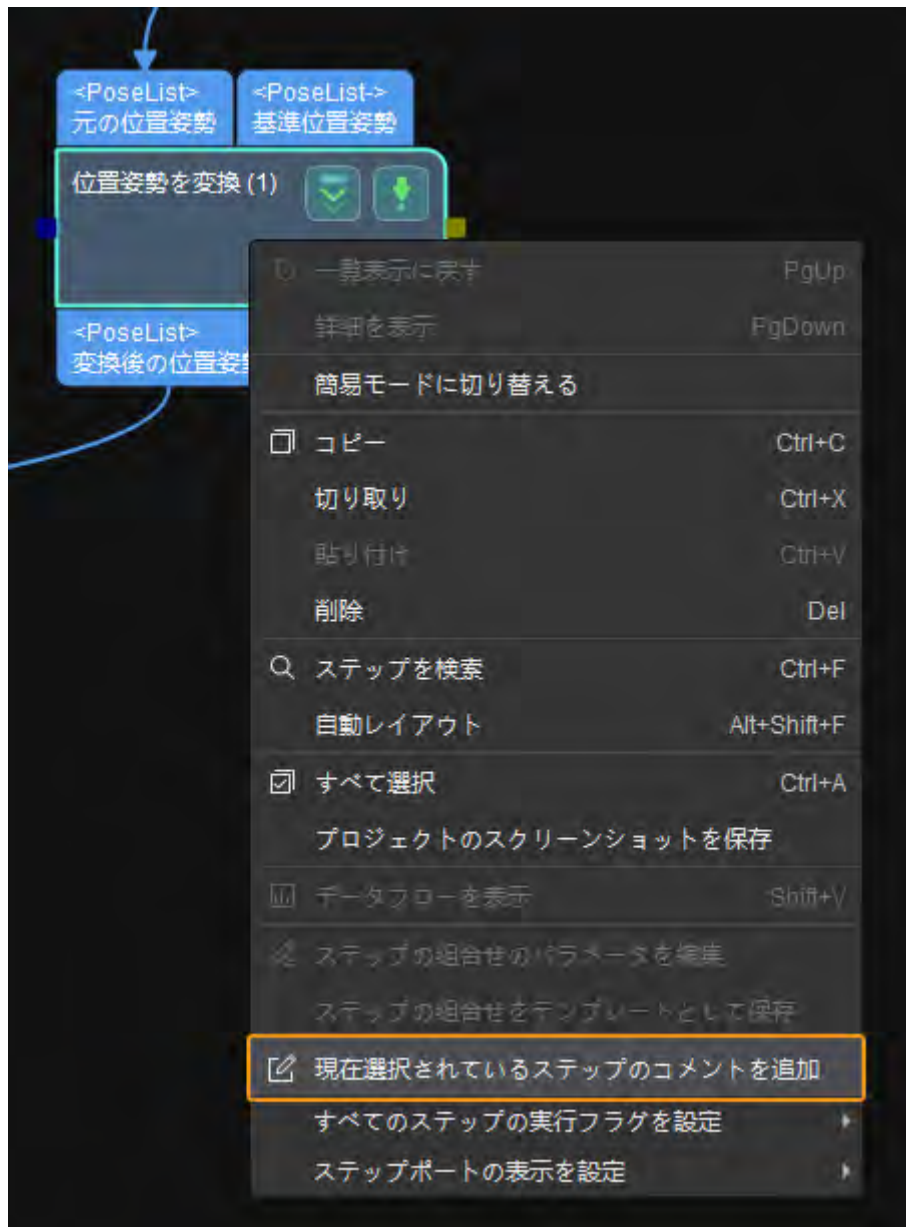 <PoseList>
元の位置姿勢
<PoseList->
基準位置姿勢
位置姿勢を変換 (1)
<PoseList>
変換後の位置姿勢
一覧表示に戻す PgUp
詳細を表示 PgDown
簡易モードに切り替える
コピー Ctrl+C
切り取り Ctrl+X
貼り付け Ctrl+V
削除 Del
ステップを検索 Ctrl+F
自動レイアウト Alt+Shift+F
すべて選択 Ctrl+A
プロジェクトのスクリーンショットを保存
データフローを表示 Shift+V
ステップの組合せのパラメータを編集
ステップの組合せをテンプレートとして保存
現在選択されているステップのコメントを追加
すべてのステップの実行フラグを設定
ステップポートの表示を設定